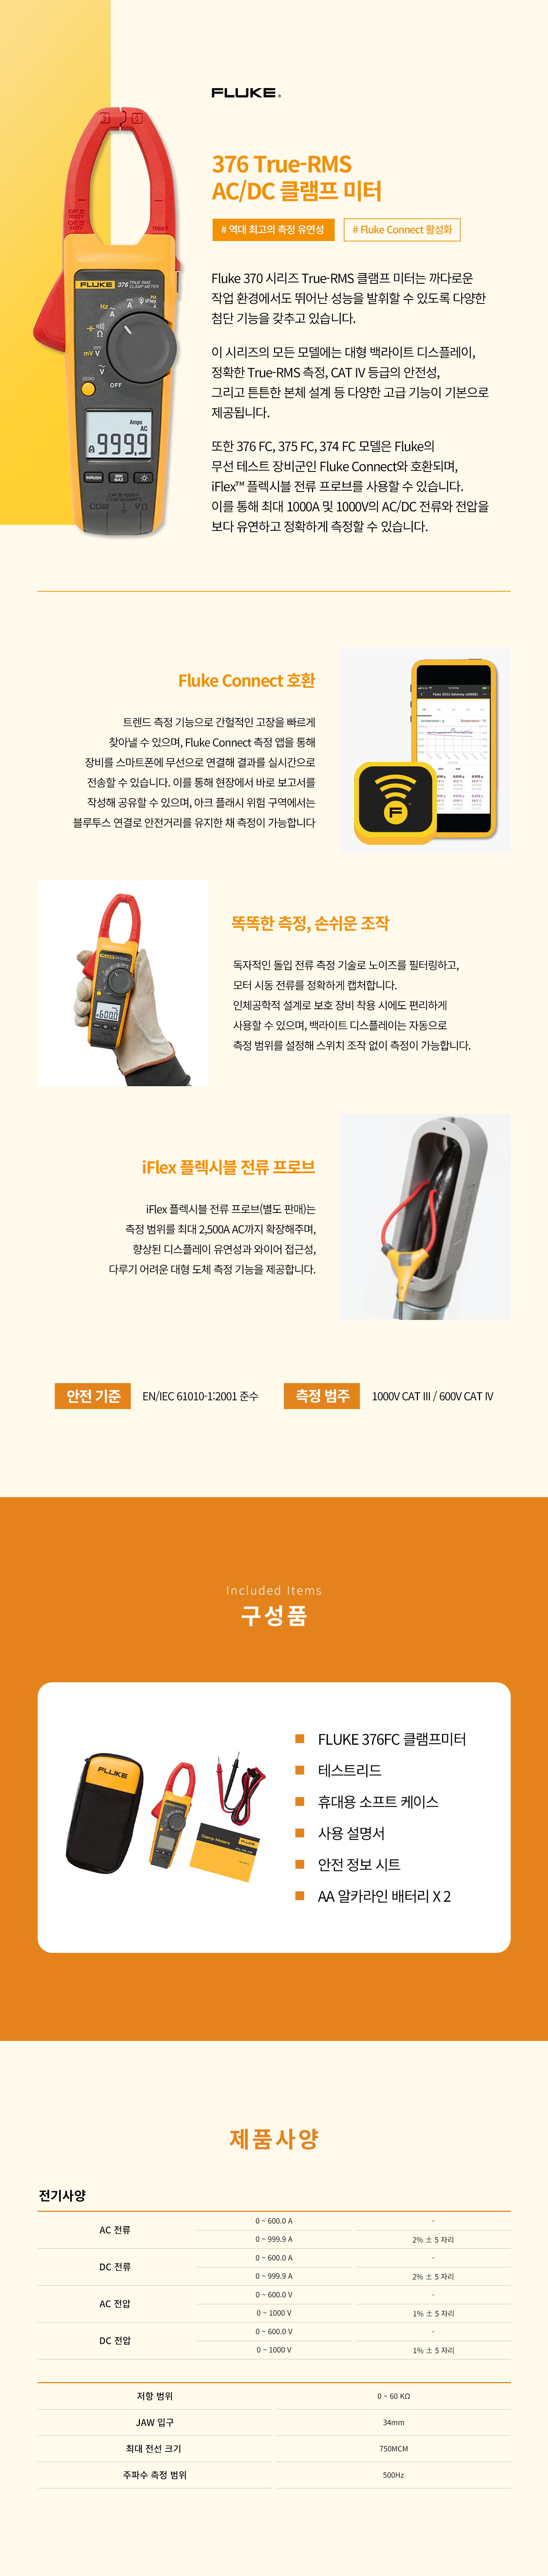 FLUKE®
376 True-RMS
AC/DC 클램프 미터
# 역대 최고의 측정 유연성
# Fluke Connect 활성화
Fluke 370 시리즈 True-RMS 클램프 미터는 까다로운
작업 환경에서도 뛰어난 성능을 발휘할 수 있도록 다양한
첨단 기능을 갖추고 있습니다.
이 시리즈의 모든 모델에는 대형 백라이트 디스플레이,
정확한 True-RMS 측정, CAT IV 등급의 안전성,
그리고 튼튼한 본체 설계 등 다양한 고급 기능이 기본으로
제공됩니다.
또한 376 FC, 375 FC, 374 FC 모델은 Fluke의
무선 테스트 장비군인 Fluke Connect와 호환되며,
iFlex™ 플렉시블 전류 프로브를 사용할 수 있습니다.
이를 통해 최대 1000A 및 1000V의 AC/DC 전류와 전압을
보다 유연하고 정확하게 측정할 수 있습니다.
CAT III
1000V
CAT IV
600V
1000A
FLUKE 376 TRUE RMS
CLAMP METER
Hz
A
A
Hz
iFlex
A
Ω
mV V
V
ZERO
OFF
Amps
AC
999.9
INRUSH
MIN
MAX
COM
VΩ
Fluke Connect 호환
트렌드 측정 기능으로 간헐적인 고장을 빠르게
찾아낼 수 있으며, Fluke Connect 측정 앱을 통해
장비를 스마트폰에 무선으로 연결해 결과를 실시간으로
전송할 수 있습니다. 이를 통해 현장에서 바로 보고서를
작성해 공유할 수 있으며, 아크 플래시 위험 구역에서는
블루투스 연결로 안전거리를 유지한 채 측정이 가능합니다
F
똑똑한 측정, 손쉬운 조작
독자적인 돌입 전류 측정 기술로 노이즈를 필터링하고,
모터 시동 전류를 정확하게 캡처합니다.
인체공학적 설계로 보호 장비 착용 시에도 편리하게
사용할 수 있으며, 백라이트 디스플레이는 자동으로
측정 범위를 설정해 스위치 조작 없이 측정이 가능합니다.
iFlex 플렉시블 전류 프로브
iFlex 플렉시블 전류 프로브(별도 판매)는
측정 범위를 최대 2,500A AC까지 확장해주며,
향상된 디스플레이 유연성과 와이어 접근성,
다루기 어려운 대형 도체 측정 기능을 제공합니다.
안전 기준
EN/IEC 61010-1:2001 준수
측정 범주
1000V CAT III / 600V CAT IV
Included Items
구성품
FLUKE
Clamp Meters
FLUKE
FLUKE 376FC 클램프미터
테스트리드
휴대용 소프트 케이스
사용 설명서
안전 정보 시트
AA 알카라인 배터리 X 2
제품사양
전기사양
AC 전류
0 ~ 600.0 A
-
0 ~ 999.9 A
2% ± 5 자리
DC 전류
0 ~ 600.0 A
-
0 ~ 999.9 A
2% ± 5 자리
AC 전압
0 ~ 600.0 V
-
0 ~ 1000 V
1% ± 5 자리
DC 전압
0 ~ 600.0 V
-
0 ~ 1000 V
1% ± 5 자리
저항 범위
0 ~ 60 KΩ
JAW 입구
34mm
최대 전선 크기
750MCM
주파수 측정 범위
500Hz